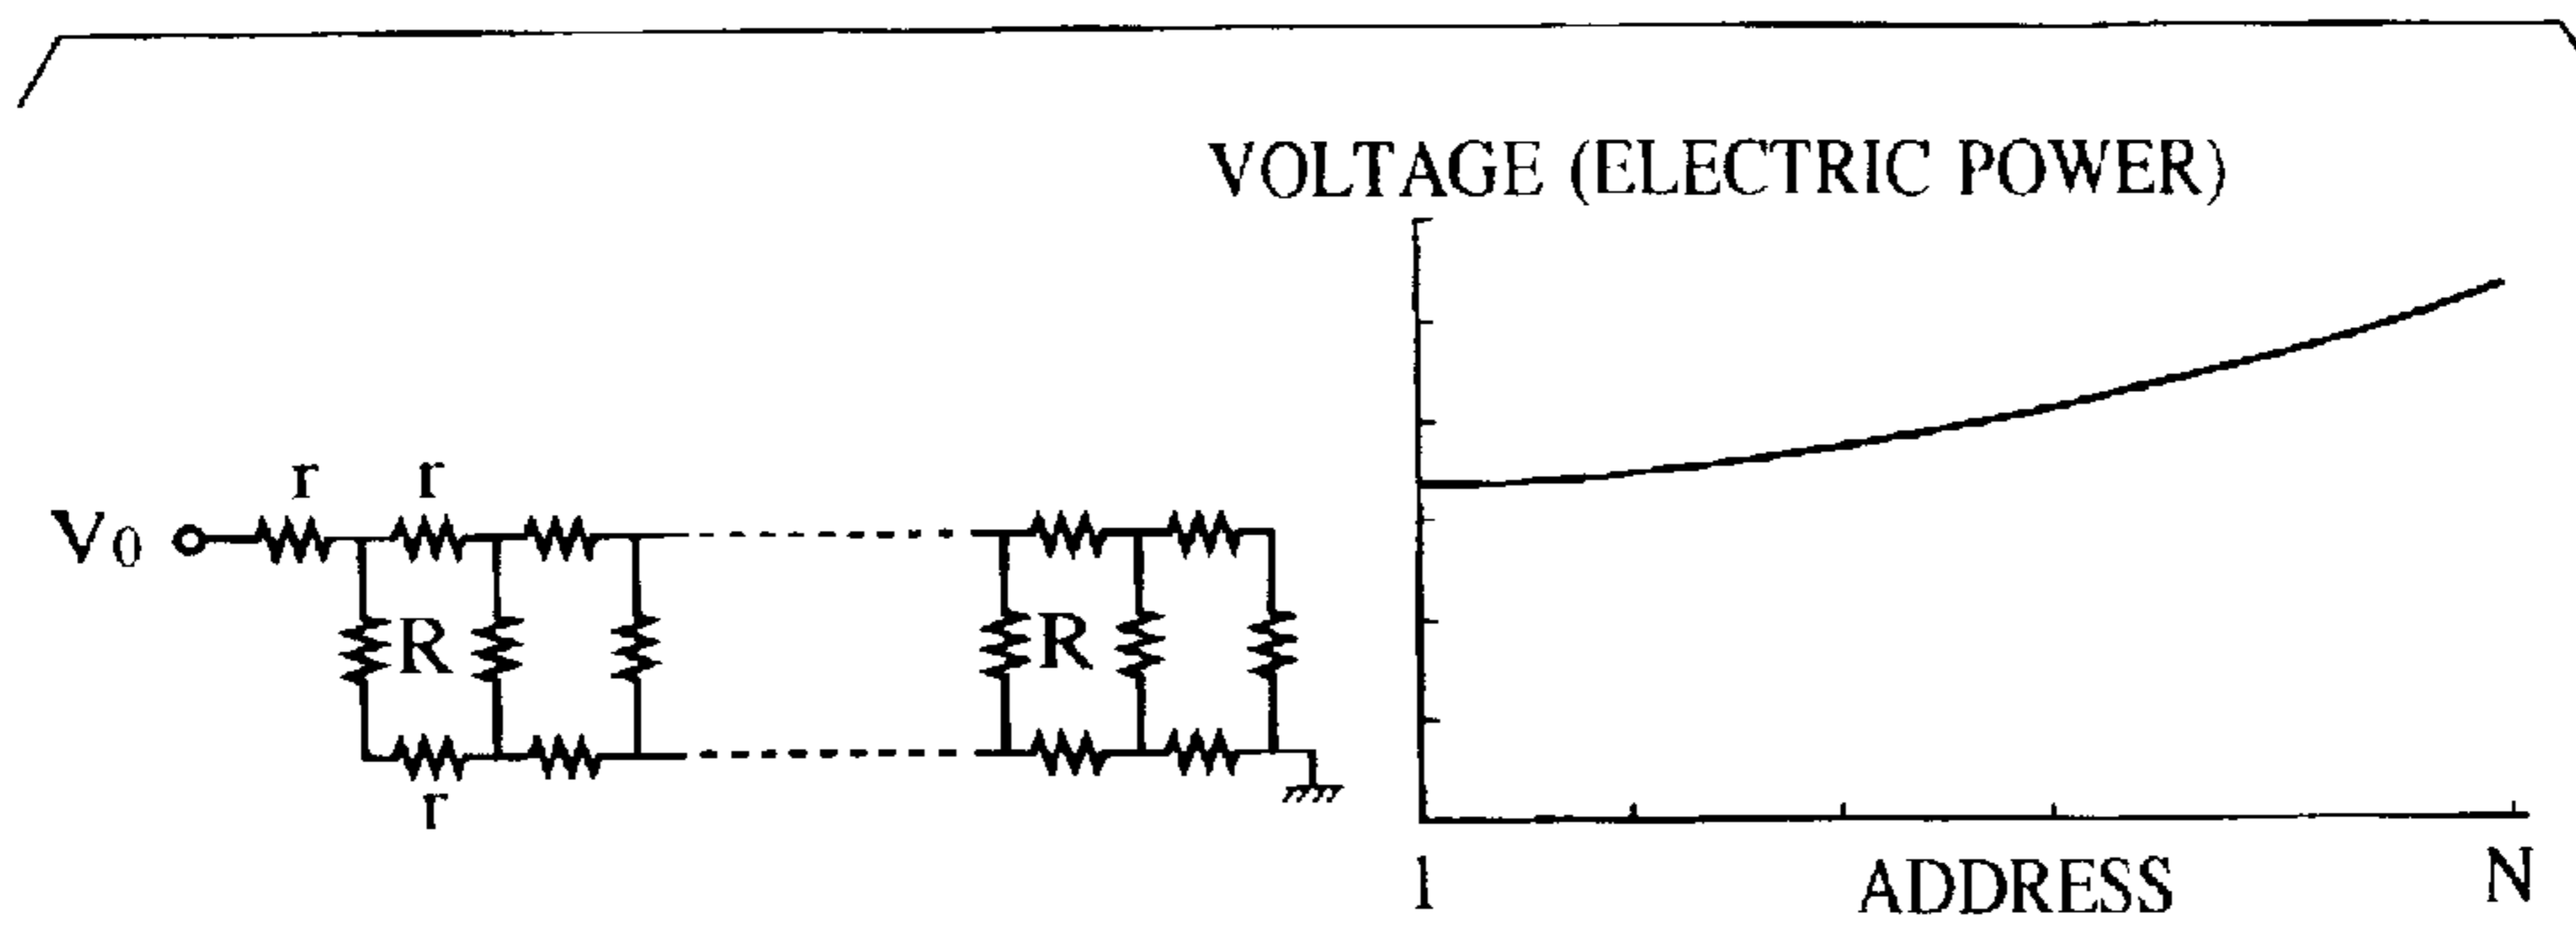 VOLTAGE (ELECTRIC POWER)
r r
V0
R R
r
1 ADDRESS N